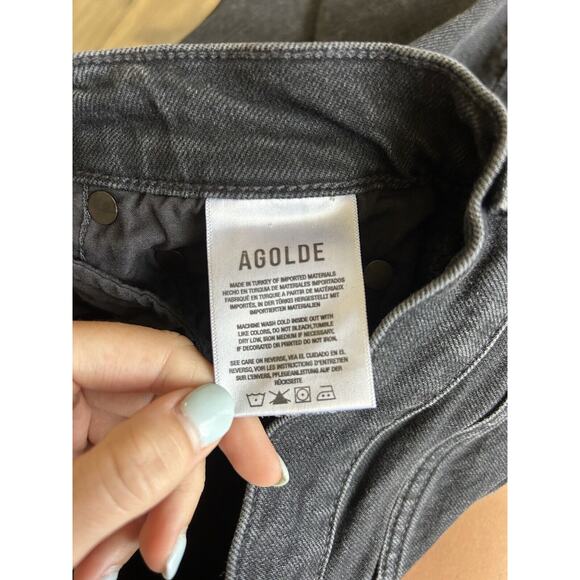 AGOLDE
MADE IN TURKEY OF IMPORTED MATERIALS
HECHO EN TURQUIA DE MATERIALES IMPORTADOS
FABRIQUÉ EN TURQUIE A PARTIR DE MATÉRIAUX
IMPORTÉS, IN DER TÜRKEI HERGESTELLT MIT
IMPORTIERTEN MATERIALIEN
MACHINE WASH COLD INSIDE OUT WITH
LIKE COLORS, DO NOT BLEACH,TUMBLE
DRY LOW, IRON MEDIUM IF NECESSARY.
IF DECORATED OR PRINTED DO NOT IRON.
SEE CARE ON REVERSE, VEA EL CUIDADO EN EL
REVERSO, VOIR LES INSTRUCTIONS D'ENTRETIEN
SUR L'ENVERS, PFLEGEANLEITUNG AUF DER
RÜCKSEITE